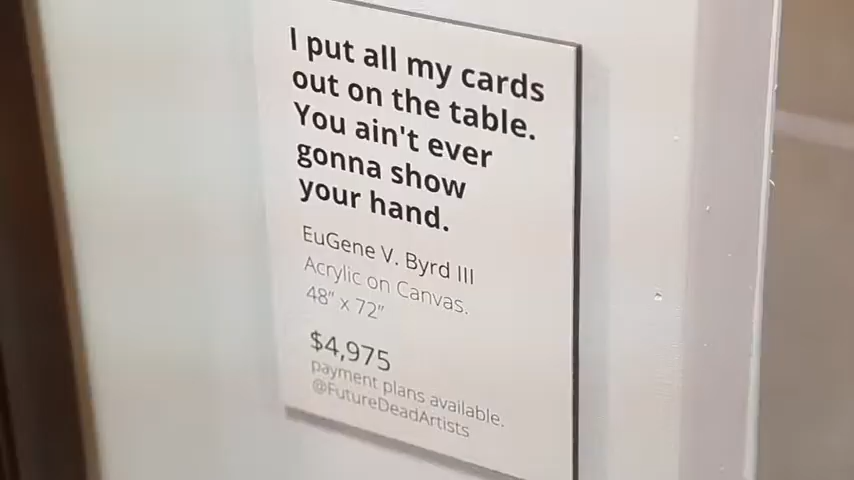 I put all my cards
out on the table.
You ain't ever
gonna show
your hand.
EuGene V. Byrd III
Acrylic on Canvas.
48" x 72"
$4,975
payment plans available.
@FutureDeadArtists